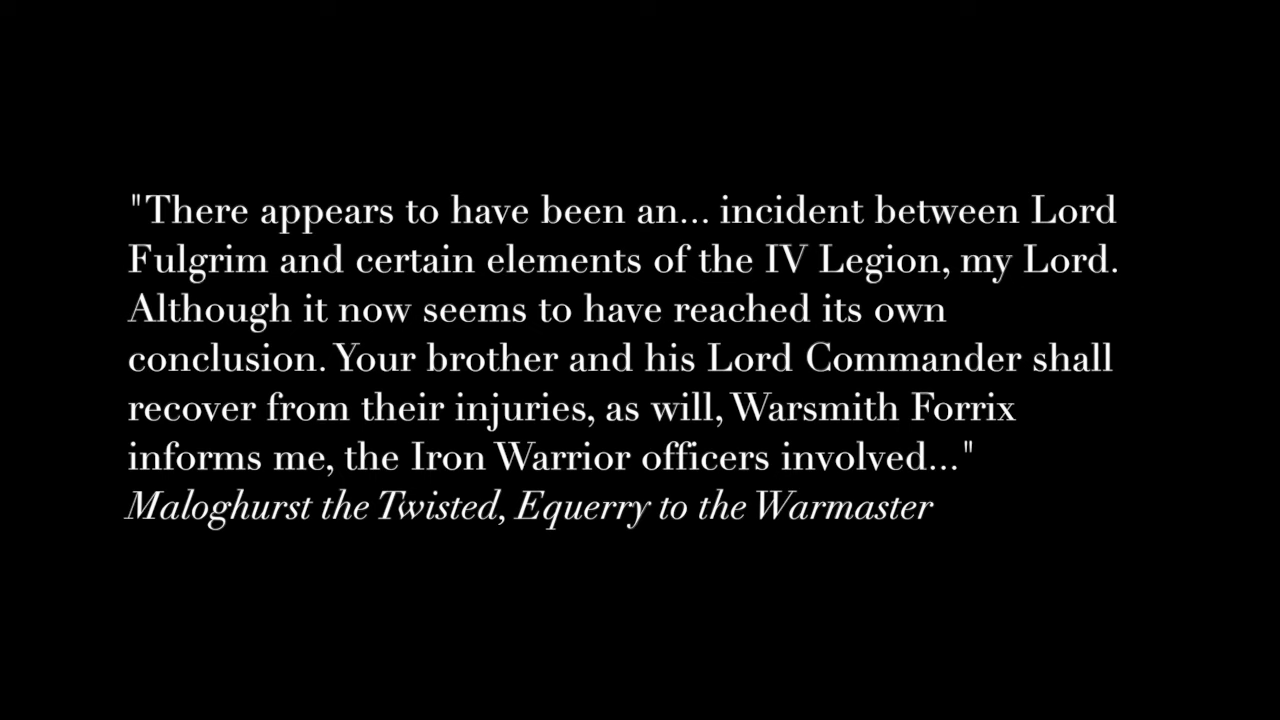 "There appears to have been an... incident between Lord
Fulgrim and certain elements of the IV Legion, my Lord.
Although it now seems to have reached its own
conclusion. Your brother and his Lord Commander shall
recover from their injuries, as will, Warsmith Forrix
informs me, the Iron Warrior officers involved..."
Maloghurst the Twisted, Equerry to the Warmaster